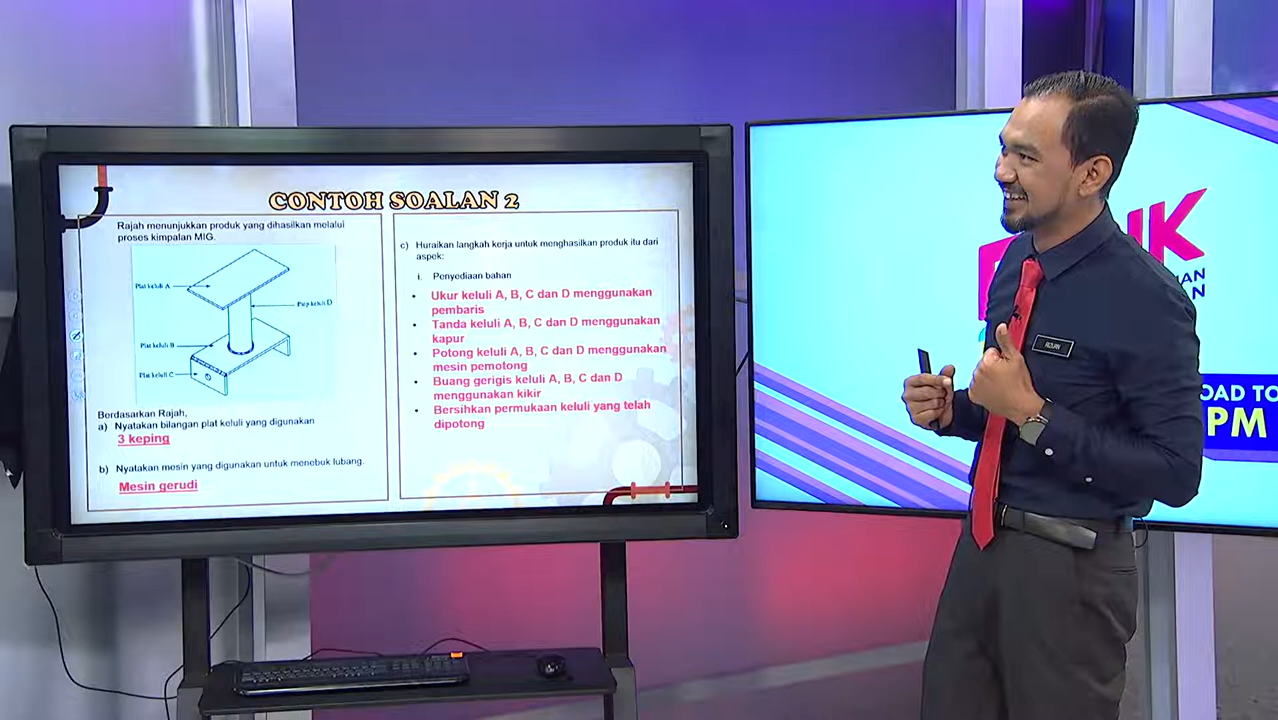 CONTOH SOALAN 2
Rajah menunjukkan produk yang dihasilkan melalui
proses kimpalan MIG.
Plat keluli A
Paip keluli D
Plat keluli B
Plat keluli C
Berdasarkan Rajah,
a) Nyatakan bilangan plat keluli yang digunakan
3 keping
b) Nyatakan mesin yang digunakan untuk menebuk lubang.
Mesin gerudi
c) Huraikan langkah kerja untuk menghasilkan produk itu dari
aspek:
i. Penyediaan bahan
• Ukur keluli A, B, C dan D menggunakan
pembaris
• Tanda keluli A, B, C dan D menggunakan
kapur
• Potong keluli A, B, C dan D menggunakan
mesin pemotong
• Buang gerigis keluli A, B, C dan D
menggunakan kikir
• Bersihkan permukaan keluli yang telah
dipotong
OAD TO
PM